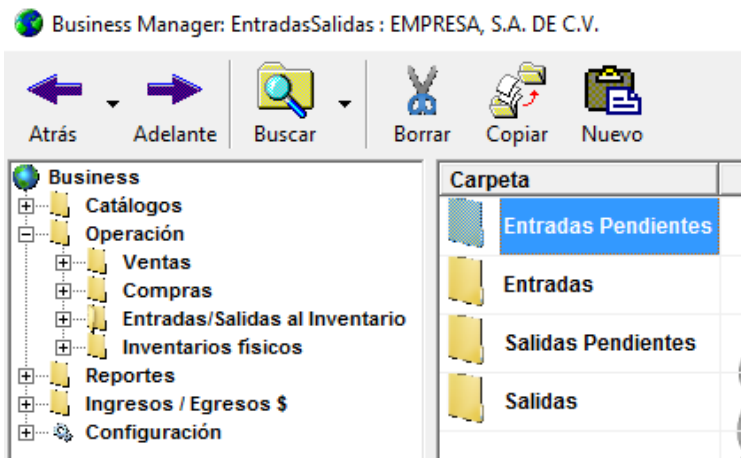 Business Manager: EntradasSalidas : EMPRESA, S.A. DE C.V.
Atrás Adelante Buscar Borrar Copiar Nuevo
Business
Catálogos
Operación
Ventas
Compras
Entradas/Salidas al Inventario
Inventarios físicos
Reportes
Ingresos / Egresos $
Configuración
Carpeta
Entradas Pendientes
Entradas
Salidas Pendientes
Salidas